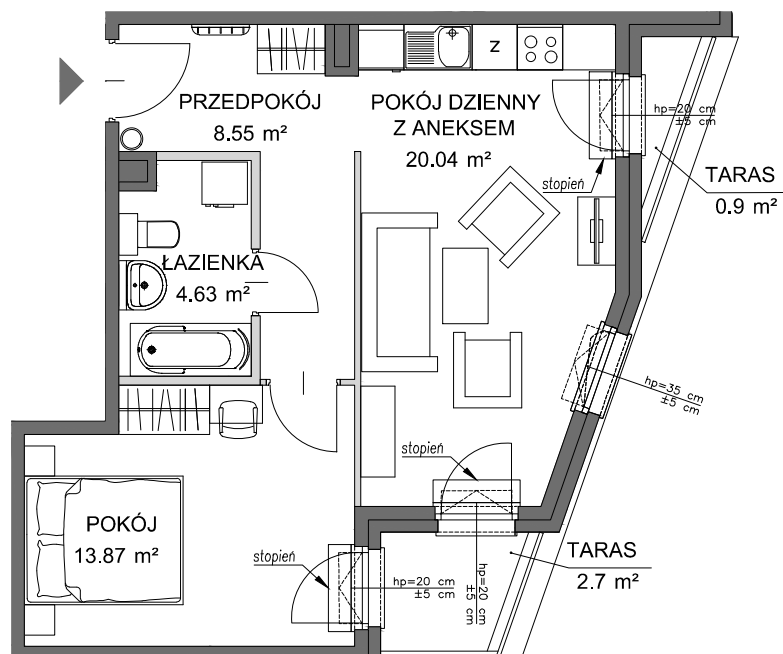 PRZEDPOKÓJ
8.55 m²
POKÓJ DZIENNY
Z ANEKSEM
20.04 m²
Z
hp=20 cm
±5 cm
stopień
TARAS
0.9 m²
ŁAZIENKA
4.63 m²
hp=35 cm
±5 cm
stopień
POKÓJ
13.87 m²
stopień
hp=20 cm
±5 cm
hp=20 cm
±5 cm
TARAS
2.7 m²